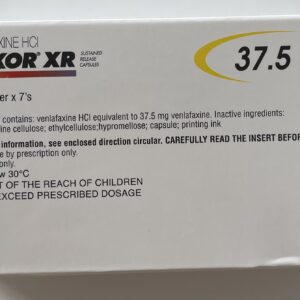 XINE HCl
XOR XR SUSTAINED
RELEASE
CAPSULES
37.5
er x 7's
contains: venlafaxine HCl equivalent to 37.5 mg venlafaxine. Inactive ingredients:
ine cellulose; ethylcellulose;hypromellose; capsule; printing ink
information, see enclosed direction circular. CAREFULLY READ THE INSERT BEFOR
e by prescription only.
w 30°C
T OF THE REACH OF CHILDREN
EXCEED PRESCRIBED DOSAGE